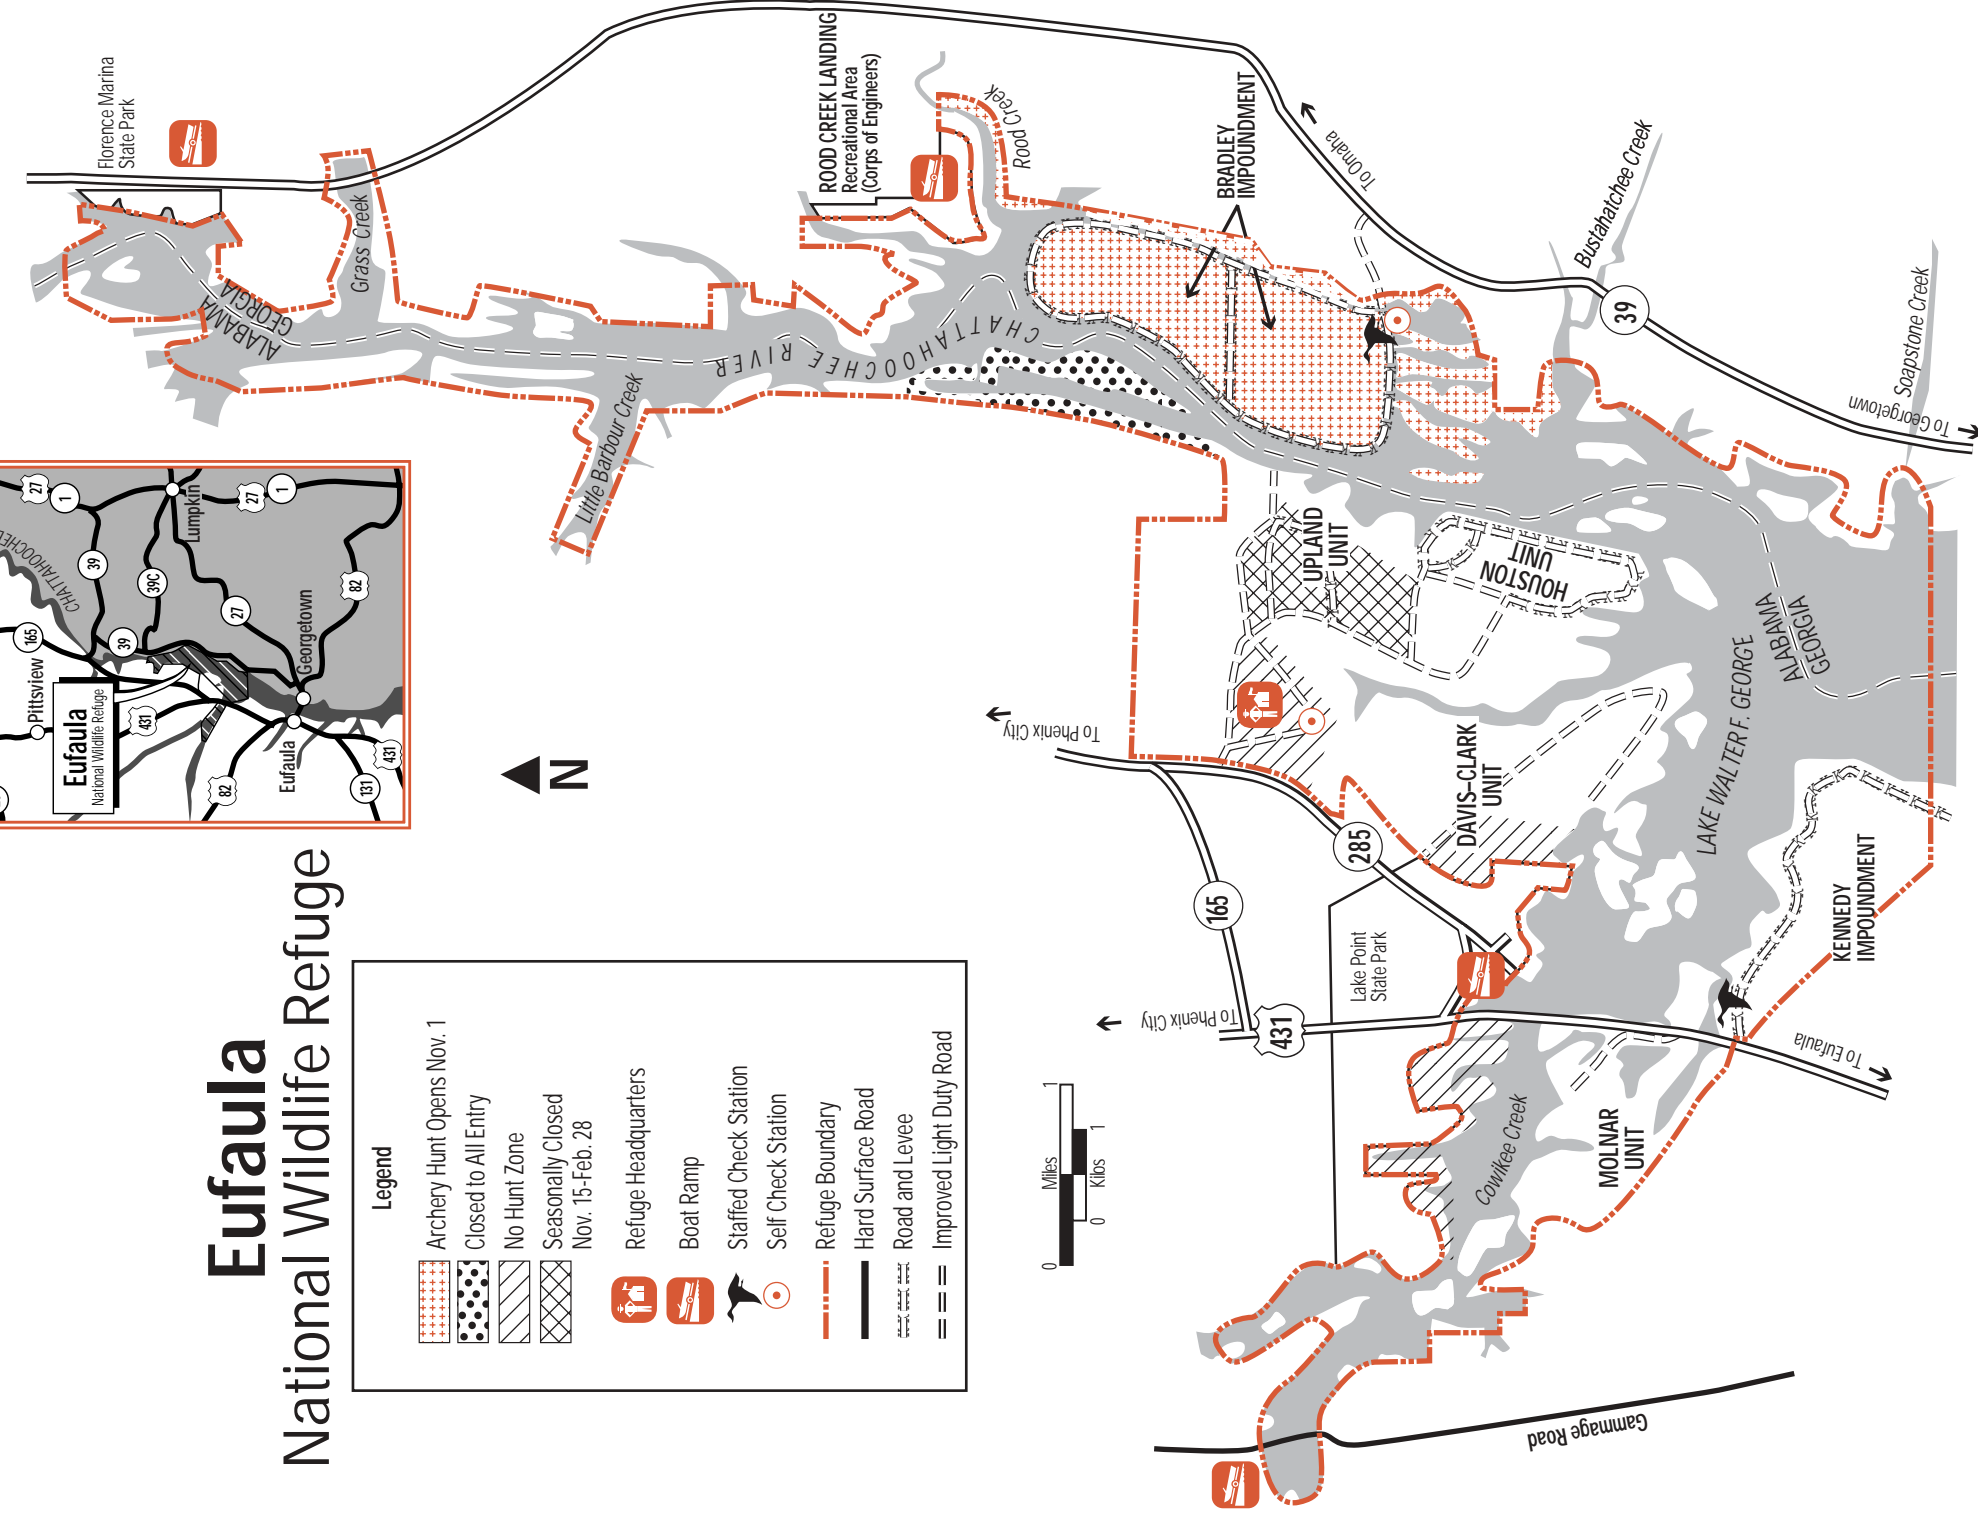 Eufaula
National Wildlife Refuge
Legend
Archery Hunt Opens Nov. 1
Closed to All Entry
No Hunt Zone
Seasonally Closed
Nov. 15-Feb. 28
Refuge Headquarters
Boat Ramp
Staffed Check Station
Self Check Station
Refuge Boundary
Hard Surface Road
Road and Levee
Improved Light Duty Road
0 Miles 1
0 Kilos 1
N
Pittsview
Eufaula
National Wildlife Refuge
Eufaula
Georgetown
Lumpkin
27
1
39
39C
27
1
165
39
27
82
431
82
431
131
Florence Marina
State Park
Grass Creek
ALABAMA
GEORGIA
Little Barbour Creek
CHATTAHOOCHEE RIVER
ROOD CREEK LANDING
Recreational Area
(Corps of Engineers)
Rood Creek
BRADLEY
IMPOUNDMENT
To Omaha
Bustahatchee Creek
39
Soapstone Creek
To Georgetown
UPLAND
UNIT
HOUSTON
UNIT
ALABAMA
GEORGIA
LAKE WALTER F. GEORGE
DAVIS-CLARK
UNIT
To Phenix City
285
165
Lake Point
State Park
To Phenix City
431
KENNEDY
IMPOUNDMENT
To Eufaula
MOLNAR
UNIT
Cowikee Creek
Gammage Road